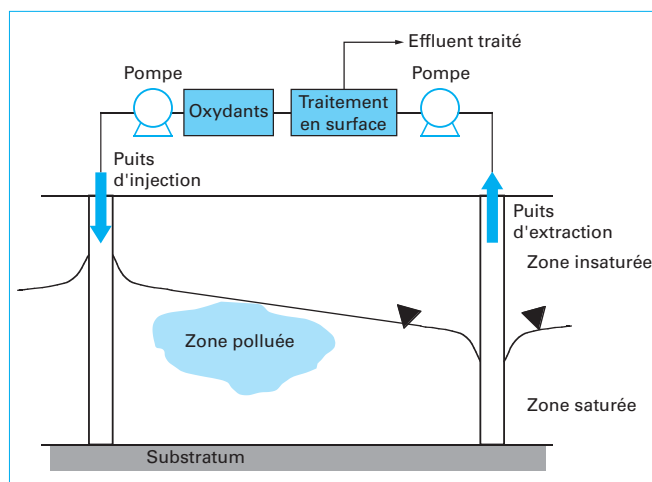 Effluent traité
Pompe
Pompe
Oxydants
Traitement
en surface
Puits
d'injection
Puits
d'extraction
Zone insaturée
Zone polluée
Zone saturée
Substratum